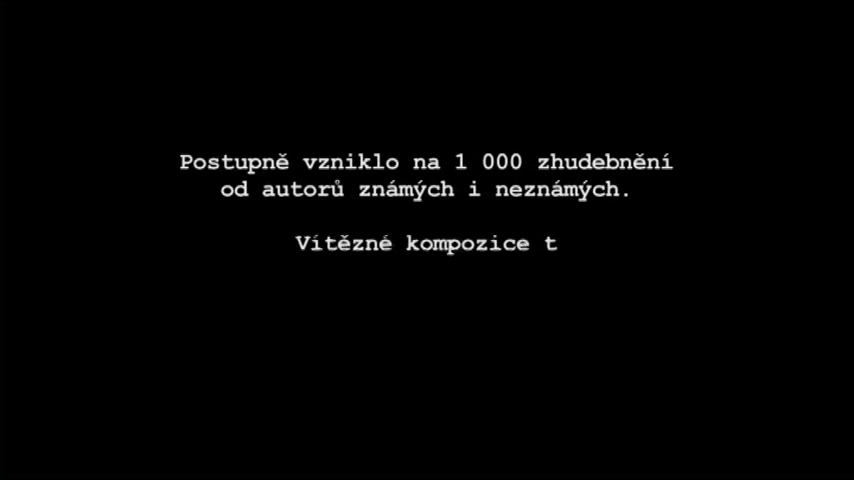 Postupně vzniklo na 1 000 zhudebnění
od autorů známých i neznámých.
Vítězné kompozice t